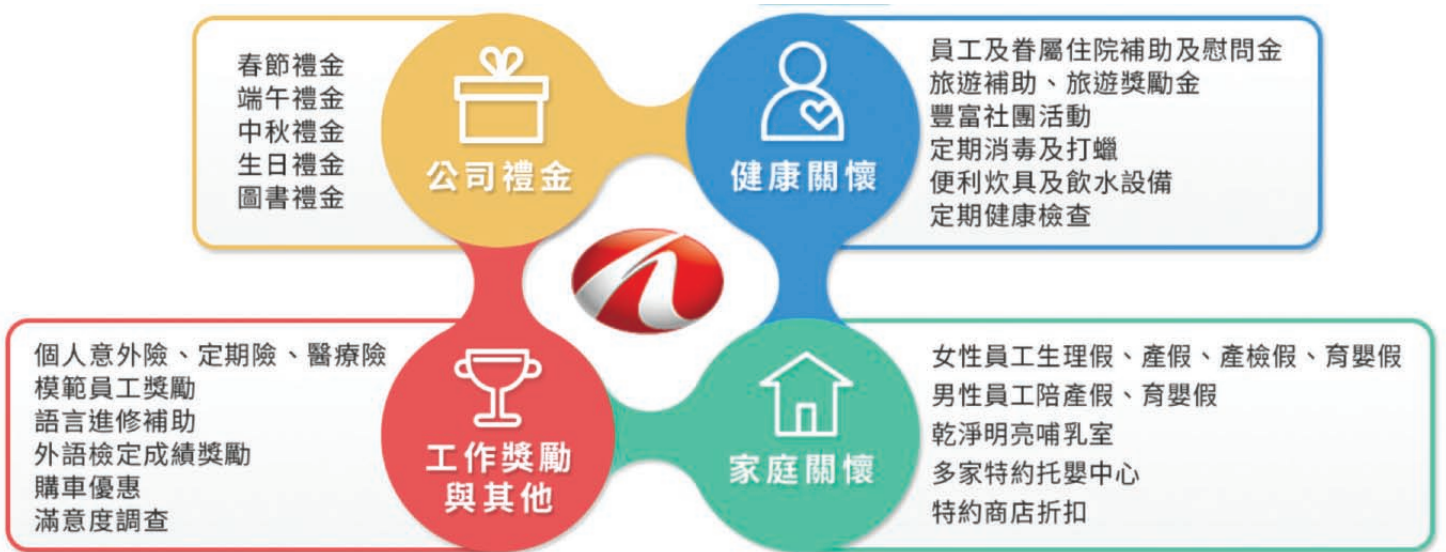 春節禮金
端午禮金
中秋禮金
生日禮金
圖書禮金
公司禮金
健康關懷
員工及眷屬住院補助及慰問金
旅遊補助、旅遊獎勵金
豐富社團活動
定期消毒及打蠟
便利炊具及飲水設備
定期健康檢查
個人意外險、定期險、醫療險
模範員工獎勵
語言進修補助
外語檢定成績獎勵
購車優惠
滿意度調查
工作獎勵
與其他
家庭關懷
女性員工生理假、產假、產檢假、育嬰假
男性員工陪產假、育嬰假
乾淨明亮哺乳室
多家特約托嬰中心
特約商店折扣